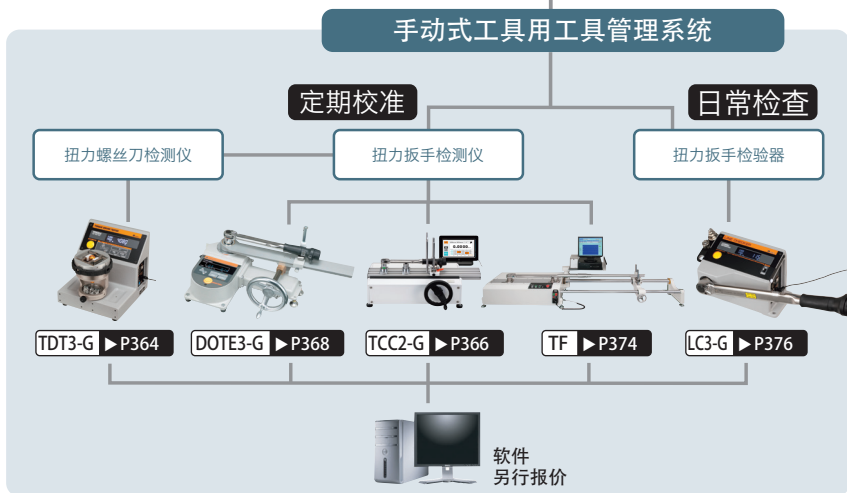 手动式工具用工具管理系统
定期校准
日常检查
扭力螺丝刀检测仪
扭力扳手检测仪
扭力扳手检验器
TDT3-G ▶P364
DOTE3-G ▶P368
TCC2-G ▶P366
TF ▶P374
LC3-G ▶P376
软件
另行报价